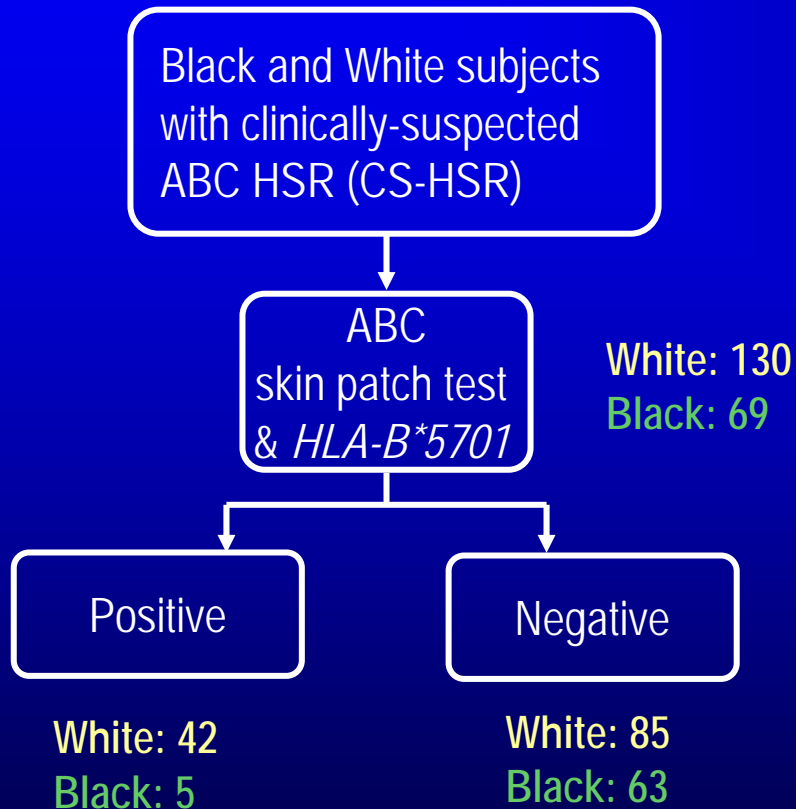 Black and White subjects
with clinically-suspected
ABC HSR (CS-HSR)
ABC
skin patch test
& HLA-B*5701
White: 130
Black: 69
Positive
Negative
White: 42
Black: 5
White: 85
Black: 63